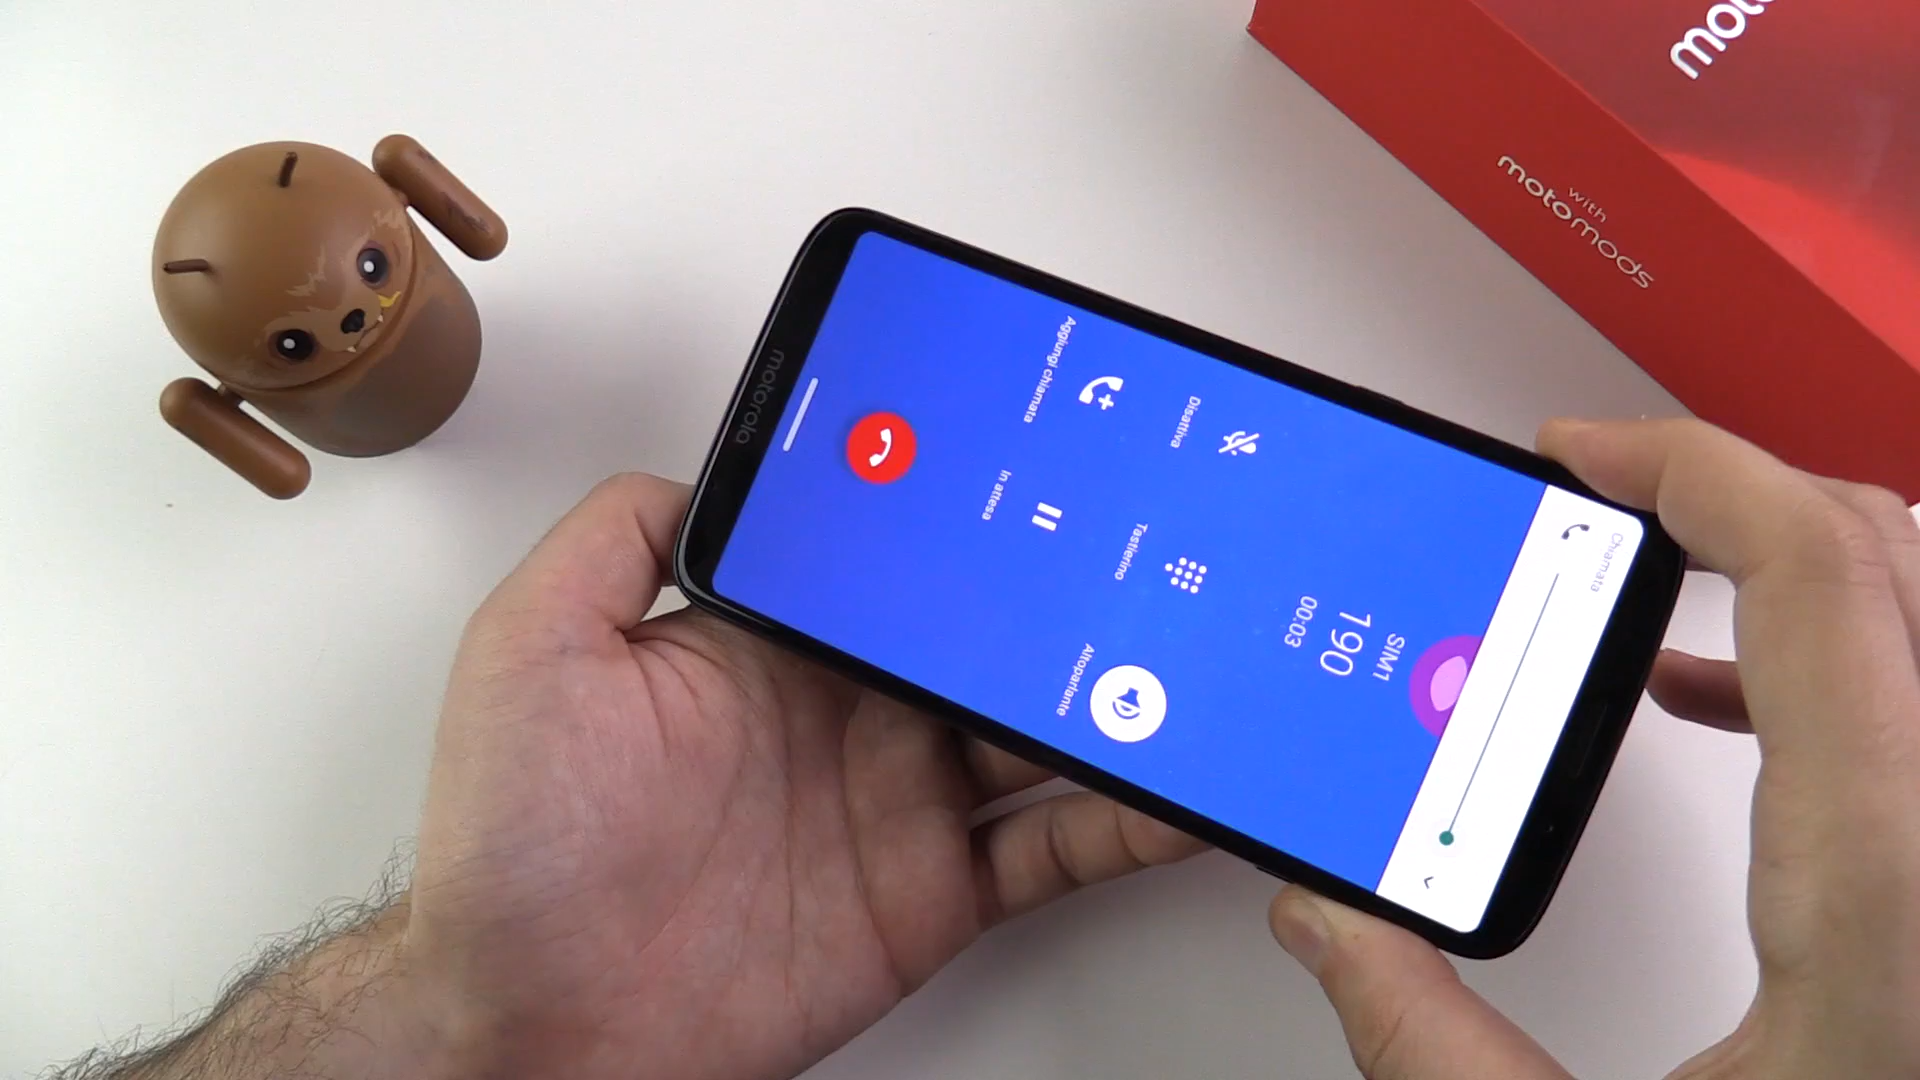 moto
with
motomods
Chiamata
SIM1
190
00:03
Disattiva
Tastierino
Altoparlante
Aggiungi chiamata
In attesa
motorola